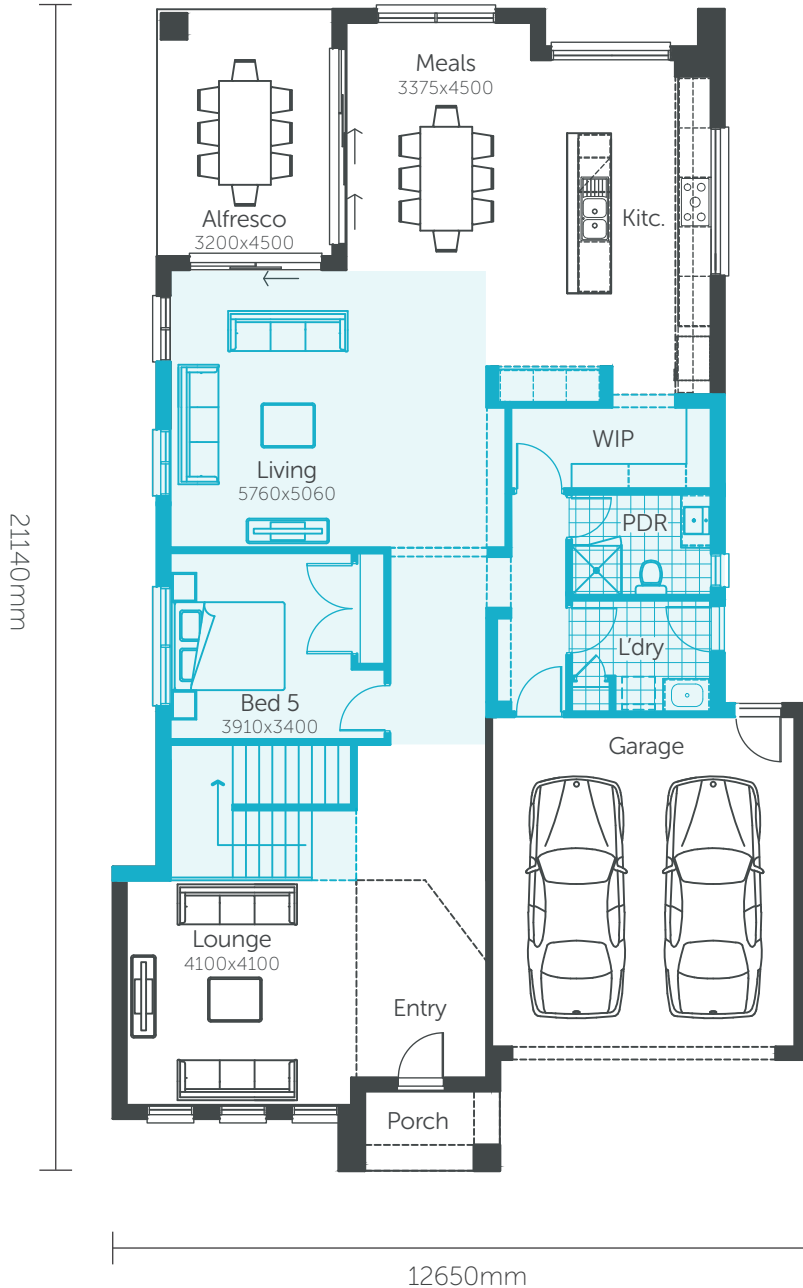 Meals
3375x4500
Alfresco
3200x4500
Kitc.
Living
5760x5060
WIP
PDR
21140mm
L'dry
Bed 5
3910x3400
Garage
Lounge
4100x4100
Entry
Porch
12650mm